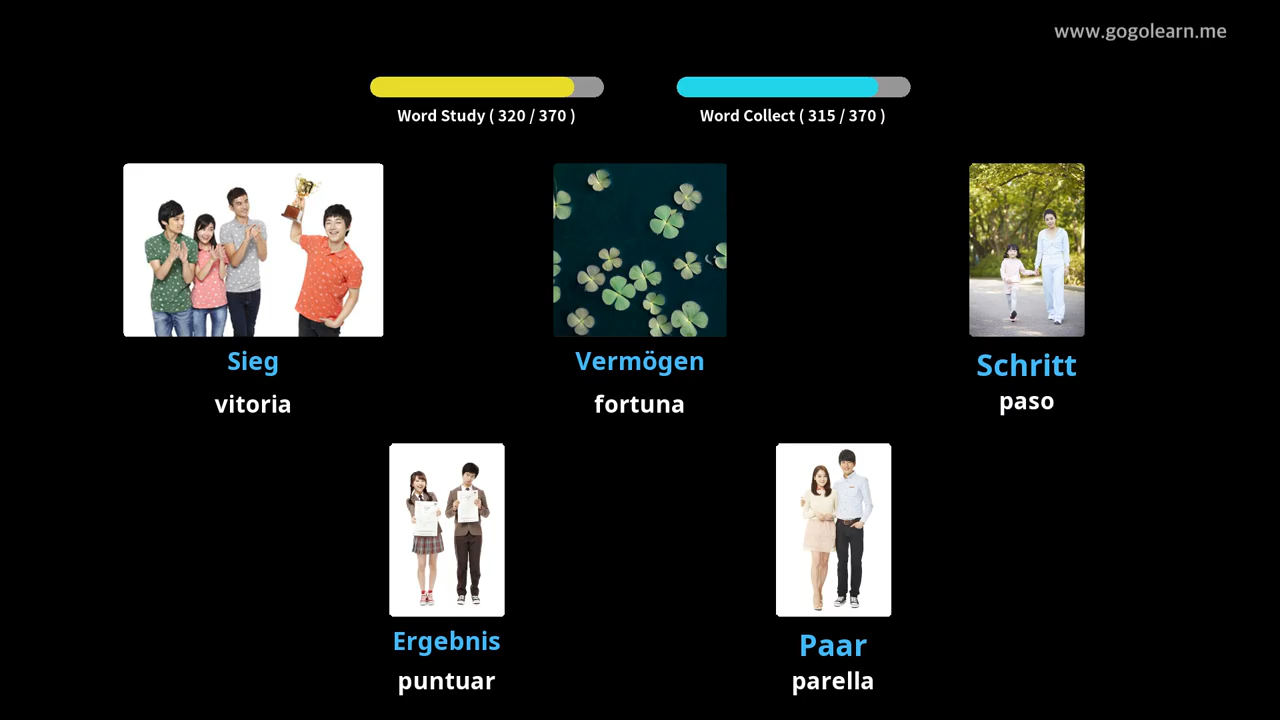 www.gogolearn.me
Word Study ( 320 / 370 )
Word Collect ( 315 / 370 )
Sieg
vitoria
Vermögen
fortuna
Schritt
paso
Ergebnis
puntuar
Paar
parella